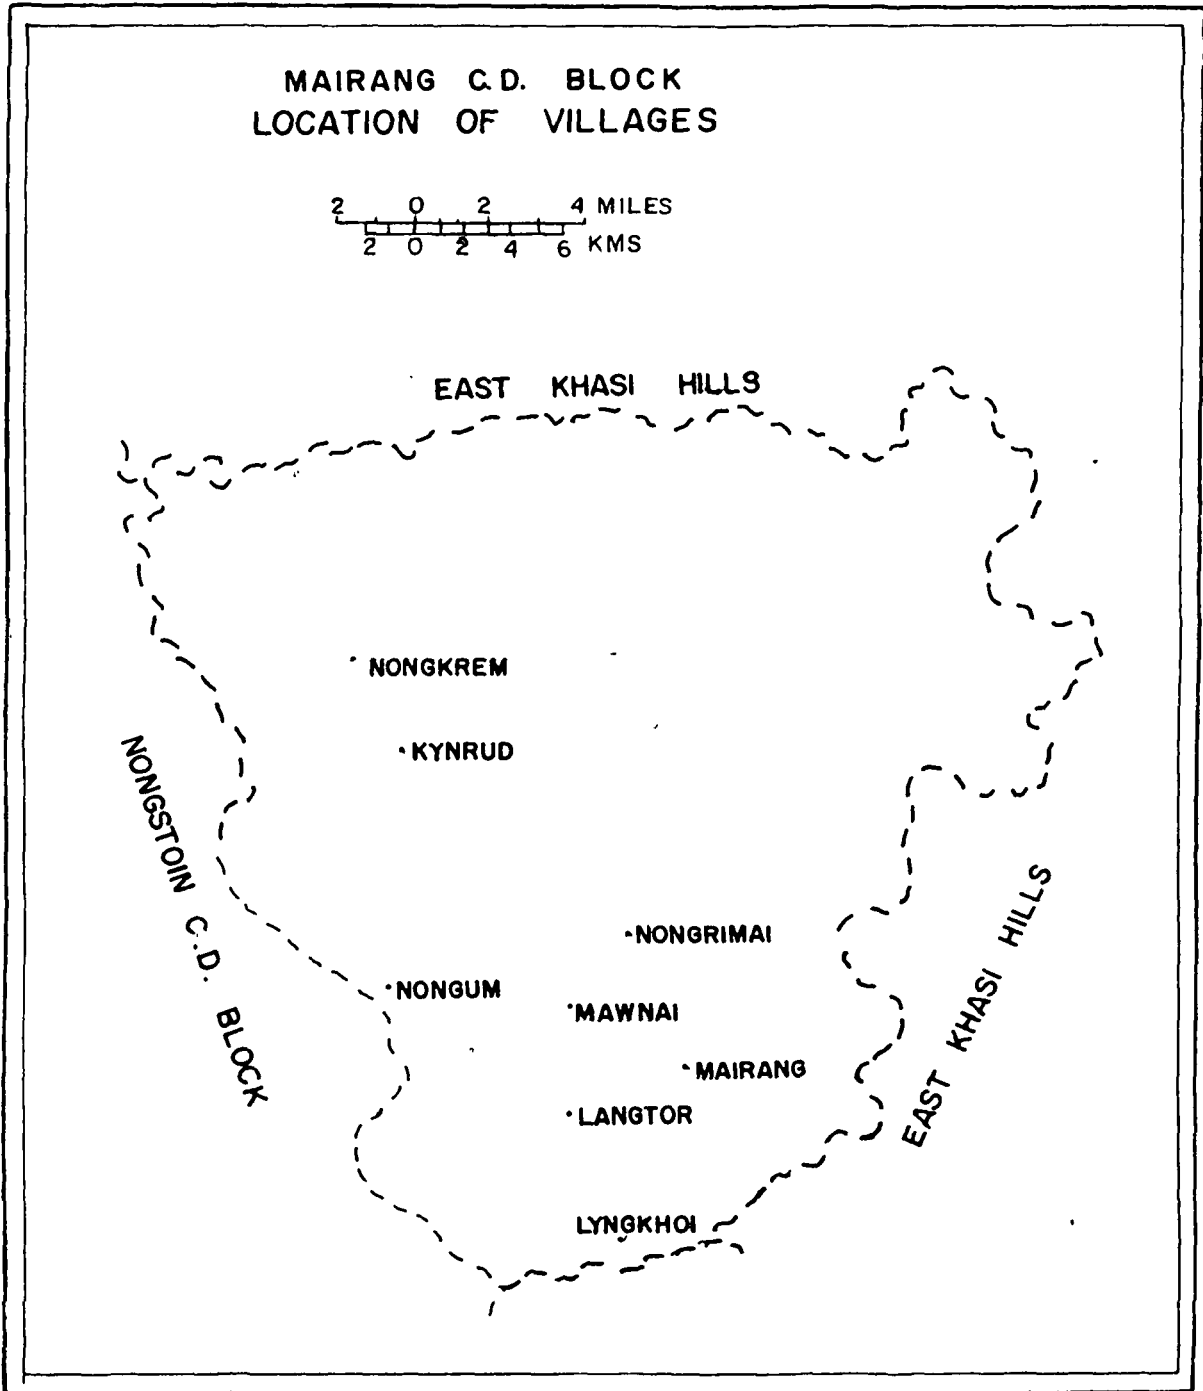 MAIRANG C.D. BLOCK
LOCATION OF VILLAGES
2 0 2 4 MILES
2 0 2 4 6 KMS
EAST KHASI HILLS
NONGKREM
KYNRUD
NONGSTOIN C.D. BLOCK
NONGRIMAI
NONGUM
MAWNAI
MAIRANG
LANGTOR
EAST KHASI HILLS
LYNGKHOI